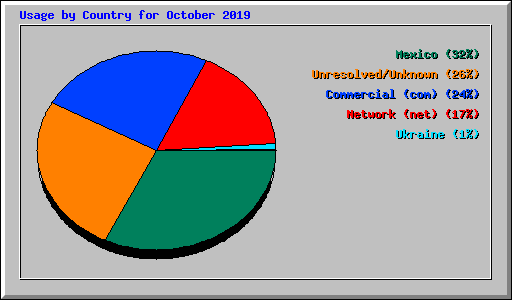 Usage by Country for October 2019
Mexico (32%)
Unresolved/Unknown (26%)
Commercial (com) (24%)
Network (net) (17%)
Ukraine (1%)